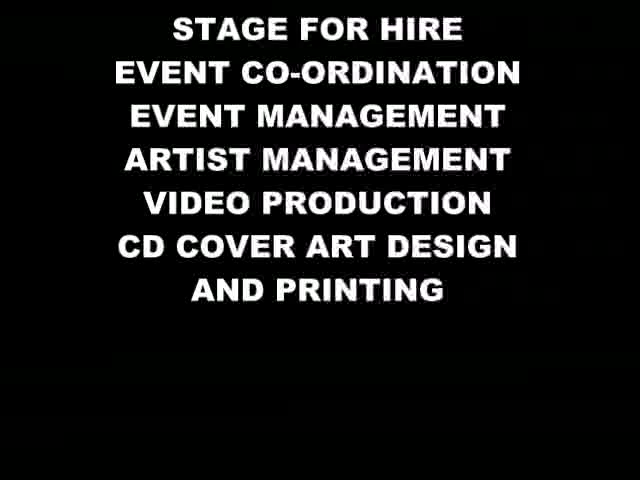 STAGE FOR HIRE
EVENT CO-ORDINATION
EVENT MANAGEMENT
ARTIST MANAGEMENT
VIDEO PRODUCTION
CD COVER ART DESIGN
AND PRINTING